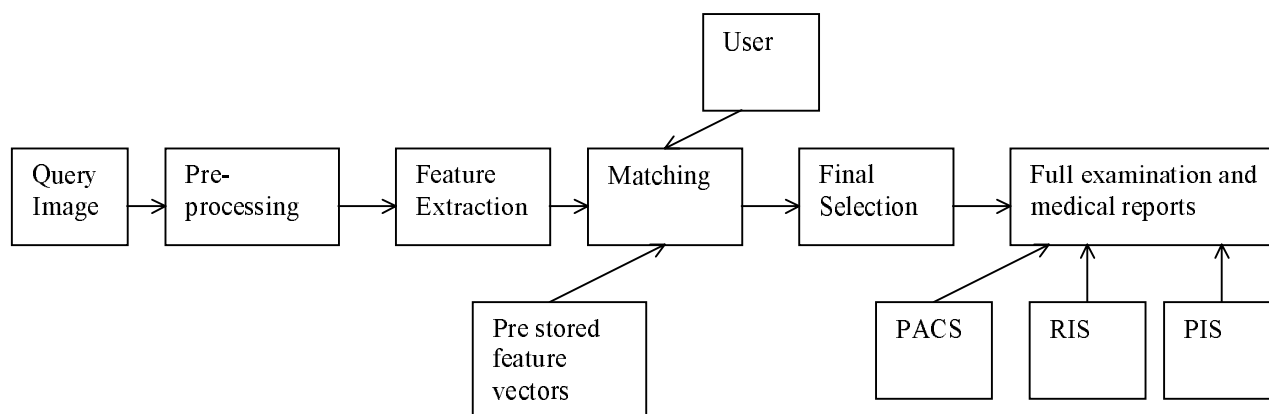 User
Query
Image
Pre-
processing
Feature
Extraction
Matching
Final
Selection
Full examination and
medical reports
Pre stored
feature
vectors
PACS
RIS
PIS